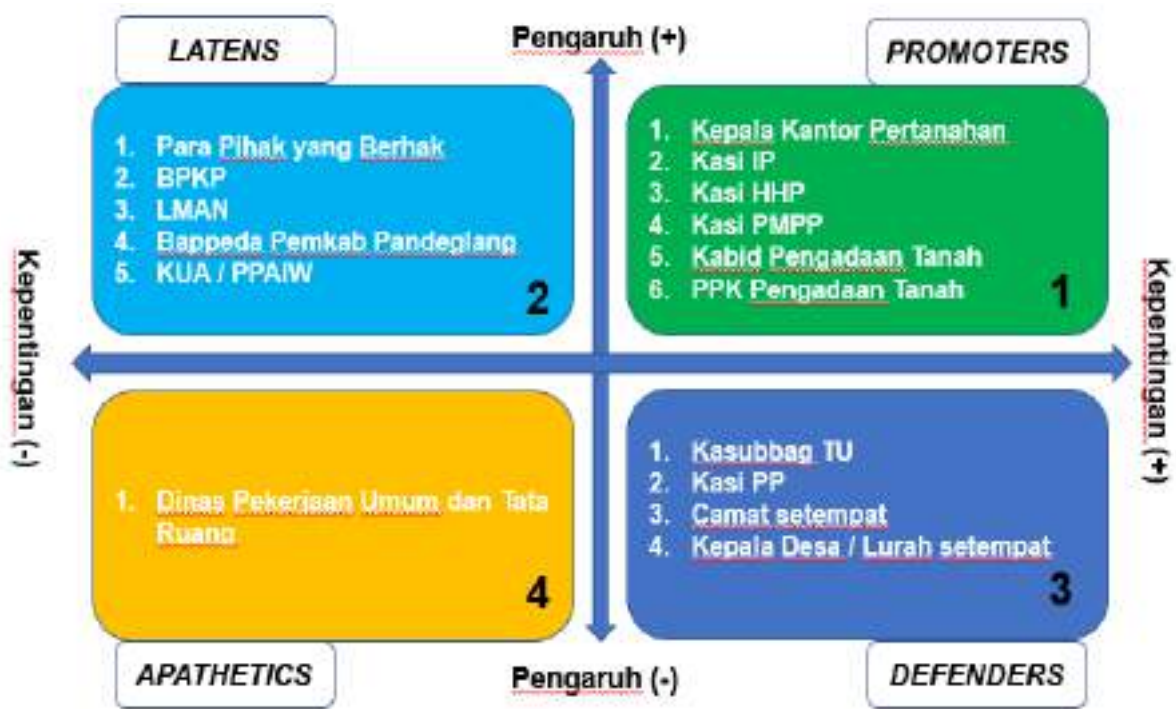 LATENS
Pengaruh (+)
PROMOTERS
1. Para Pihak yang Berhak
2. BPKP
3. LMAN
4. Bappeda Pemkab Pandeglang
5. KUA / PPAIW
2
1. Kepala Kantor Pertanahan
2. Kasi IP
3. Kasi HHP
4. Kasi PMPP
5. Kabid Pengadaan Tanah
6. PPK Pengadaan Tanah
1
Kepentingan (-)
Kepentingan (+)
1. Dinas Pekerjaan Umum dan Tata
Ruang
4
1. Kasubbag TU
2. Kasi PP
3. Camat setempat
4. Kepala Desa / Lurah setempat
3
APATHETICS
Pengaruh (-)
DEFENDERS